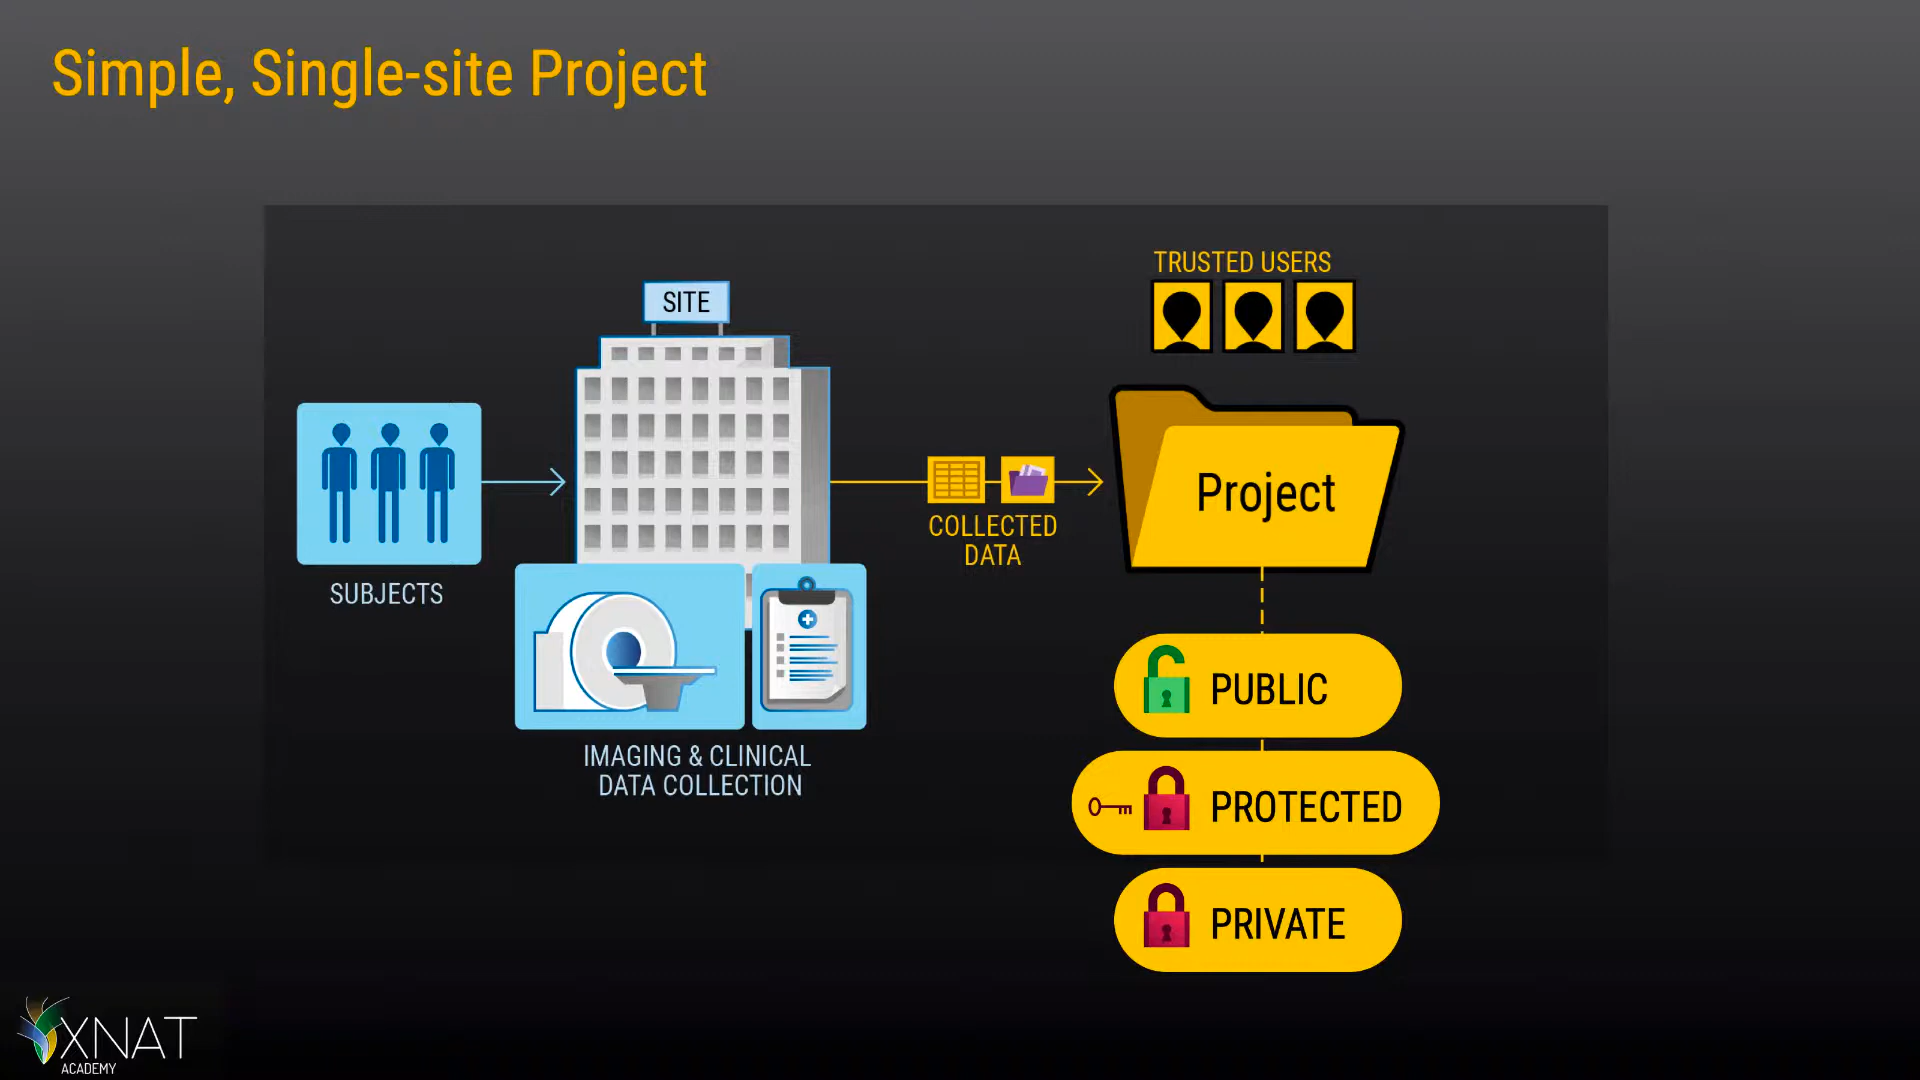 Simple, Single-site Project
TRUSTED USERS
SITE
Project
COLLECTED
DATA
SUBJECTS
IMAGING & CLINICAL
DATA COLLECTION
PUBLIC
PROTECTED
PRIVATE
XNAT
ACADEMY